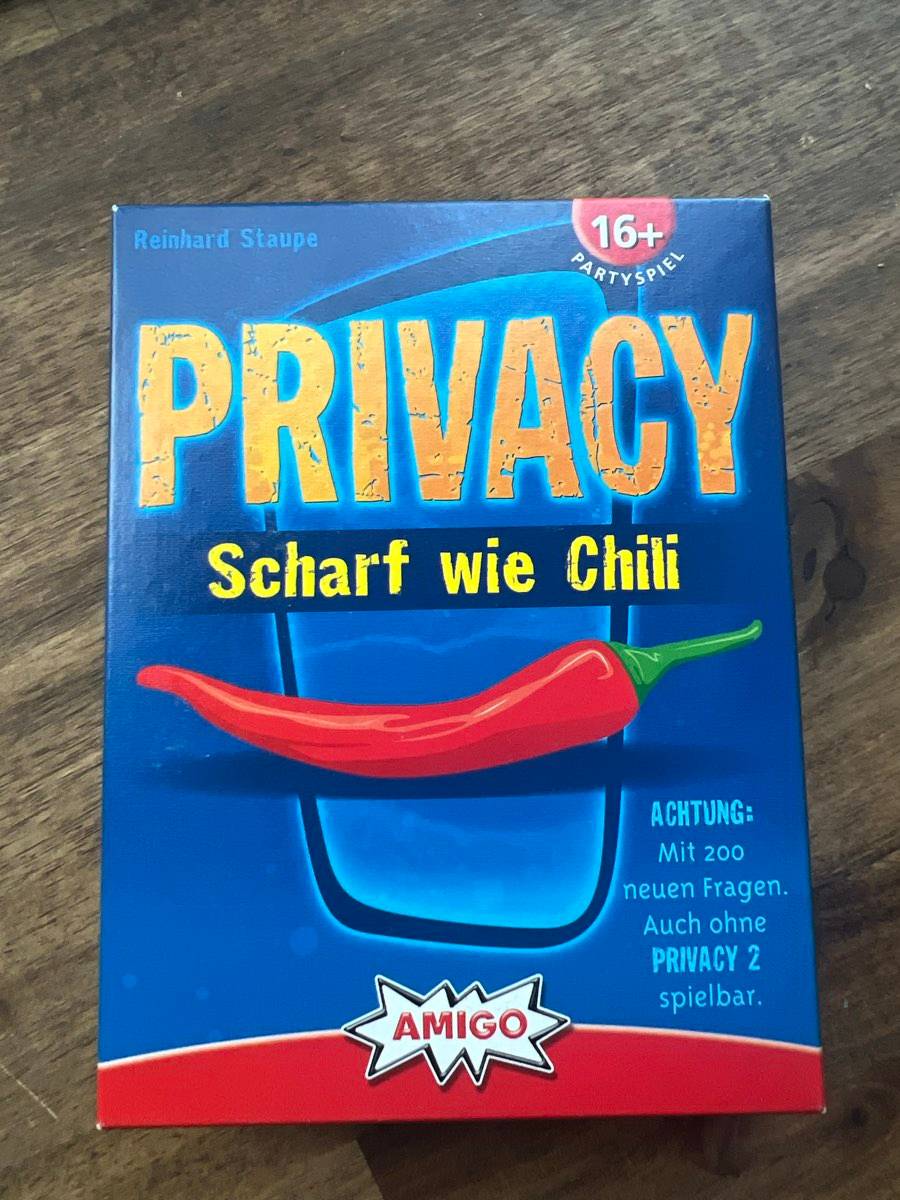 Reinhard Staupe
16+
PARTYSPIEL
PRIVACY
Scharf wie Chili
ACHTUNG:
Mit 200
neuen Fragen.
Auch ohne
PRIVACY 2
spielbar.
AMIGO